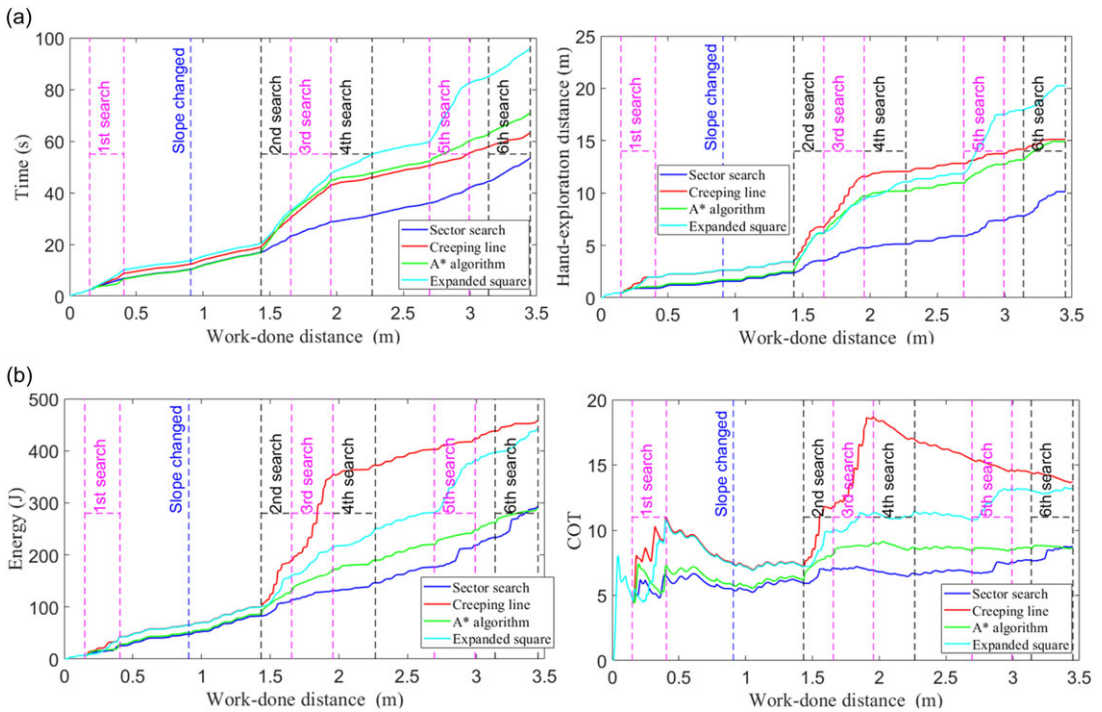 (a)
100
80
60
40
20
0
Time (s)
1st search
Slope changed
2nd search
3rd search
4th search
5th search
6th search
Sector search
Creeping line
A* algorithm
Expanded square
0 0.5 1 1.5 2 2.5 3 3.5
Work-done distance (m)
25
20
15
10
5
0
Hand-exploration distance (m)
1st search
Slope changed
2nd search
3rd search
4th search
5th search
6th search
Sector search
Creeping line
A* algorithm
Expanded square
0 0.5 1 1.5 2 2.5 3 3.5
Work-done distance (m)
(b)
500
400
300
200
100
0
Energy (J)
1st search
Slope changed
2nd search
3rd search
4th search
5th search
6th search
Sector search
Creeping line
A* algorithm
Expanded square
0 0.5 1 1.5 2 2.5 3 3.5
Work-done distance (m)
20
15
10
5
0
COT
1st search
Slope changed
2nd search
3rd search
4th search
5th search
6th search
Sector search
Creeping line
A* algorithm
Expanded square
0 0.5 1 1.5 2 2.5 3 3.5
Work-done distance (m)